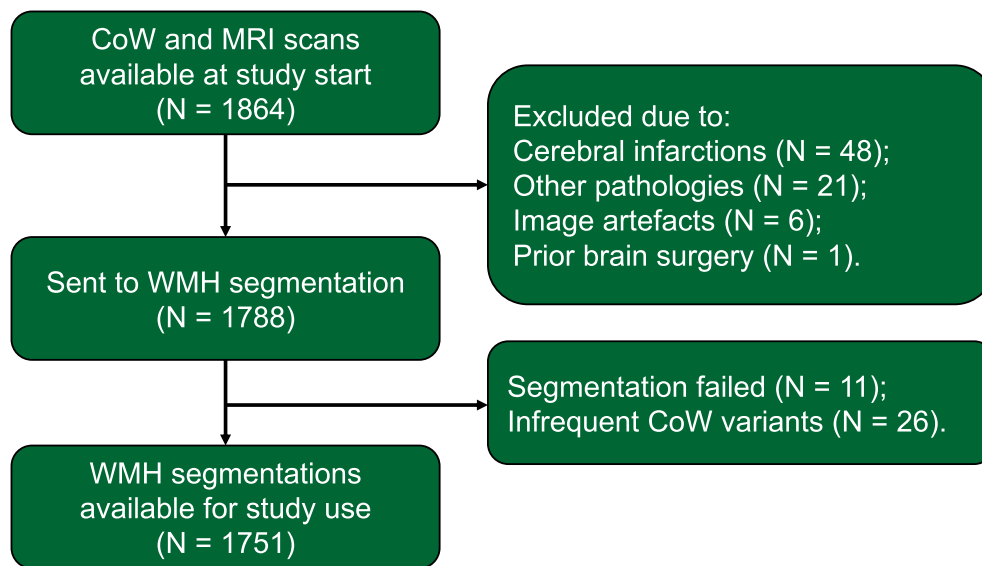 CoW and MRI scans
available at study start
(N = 1864)
Excluded due to:
Cerebral infarctions (N = 48);
Other pathologies (N = 21);
Image artefacts (N = 6);
Prior brain surgery (N = 1).
Sent to WMH segmentation
(N = 1788)
Segmentation failed (N = 11);
Infrequent CoW variants (N = 26).
WMH segmentations
available for study use
(N = 1751)